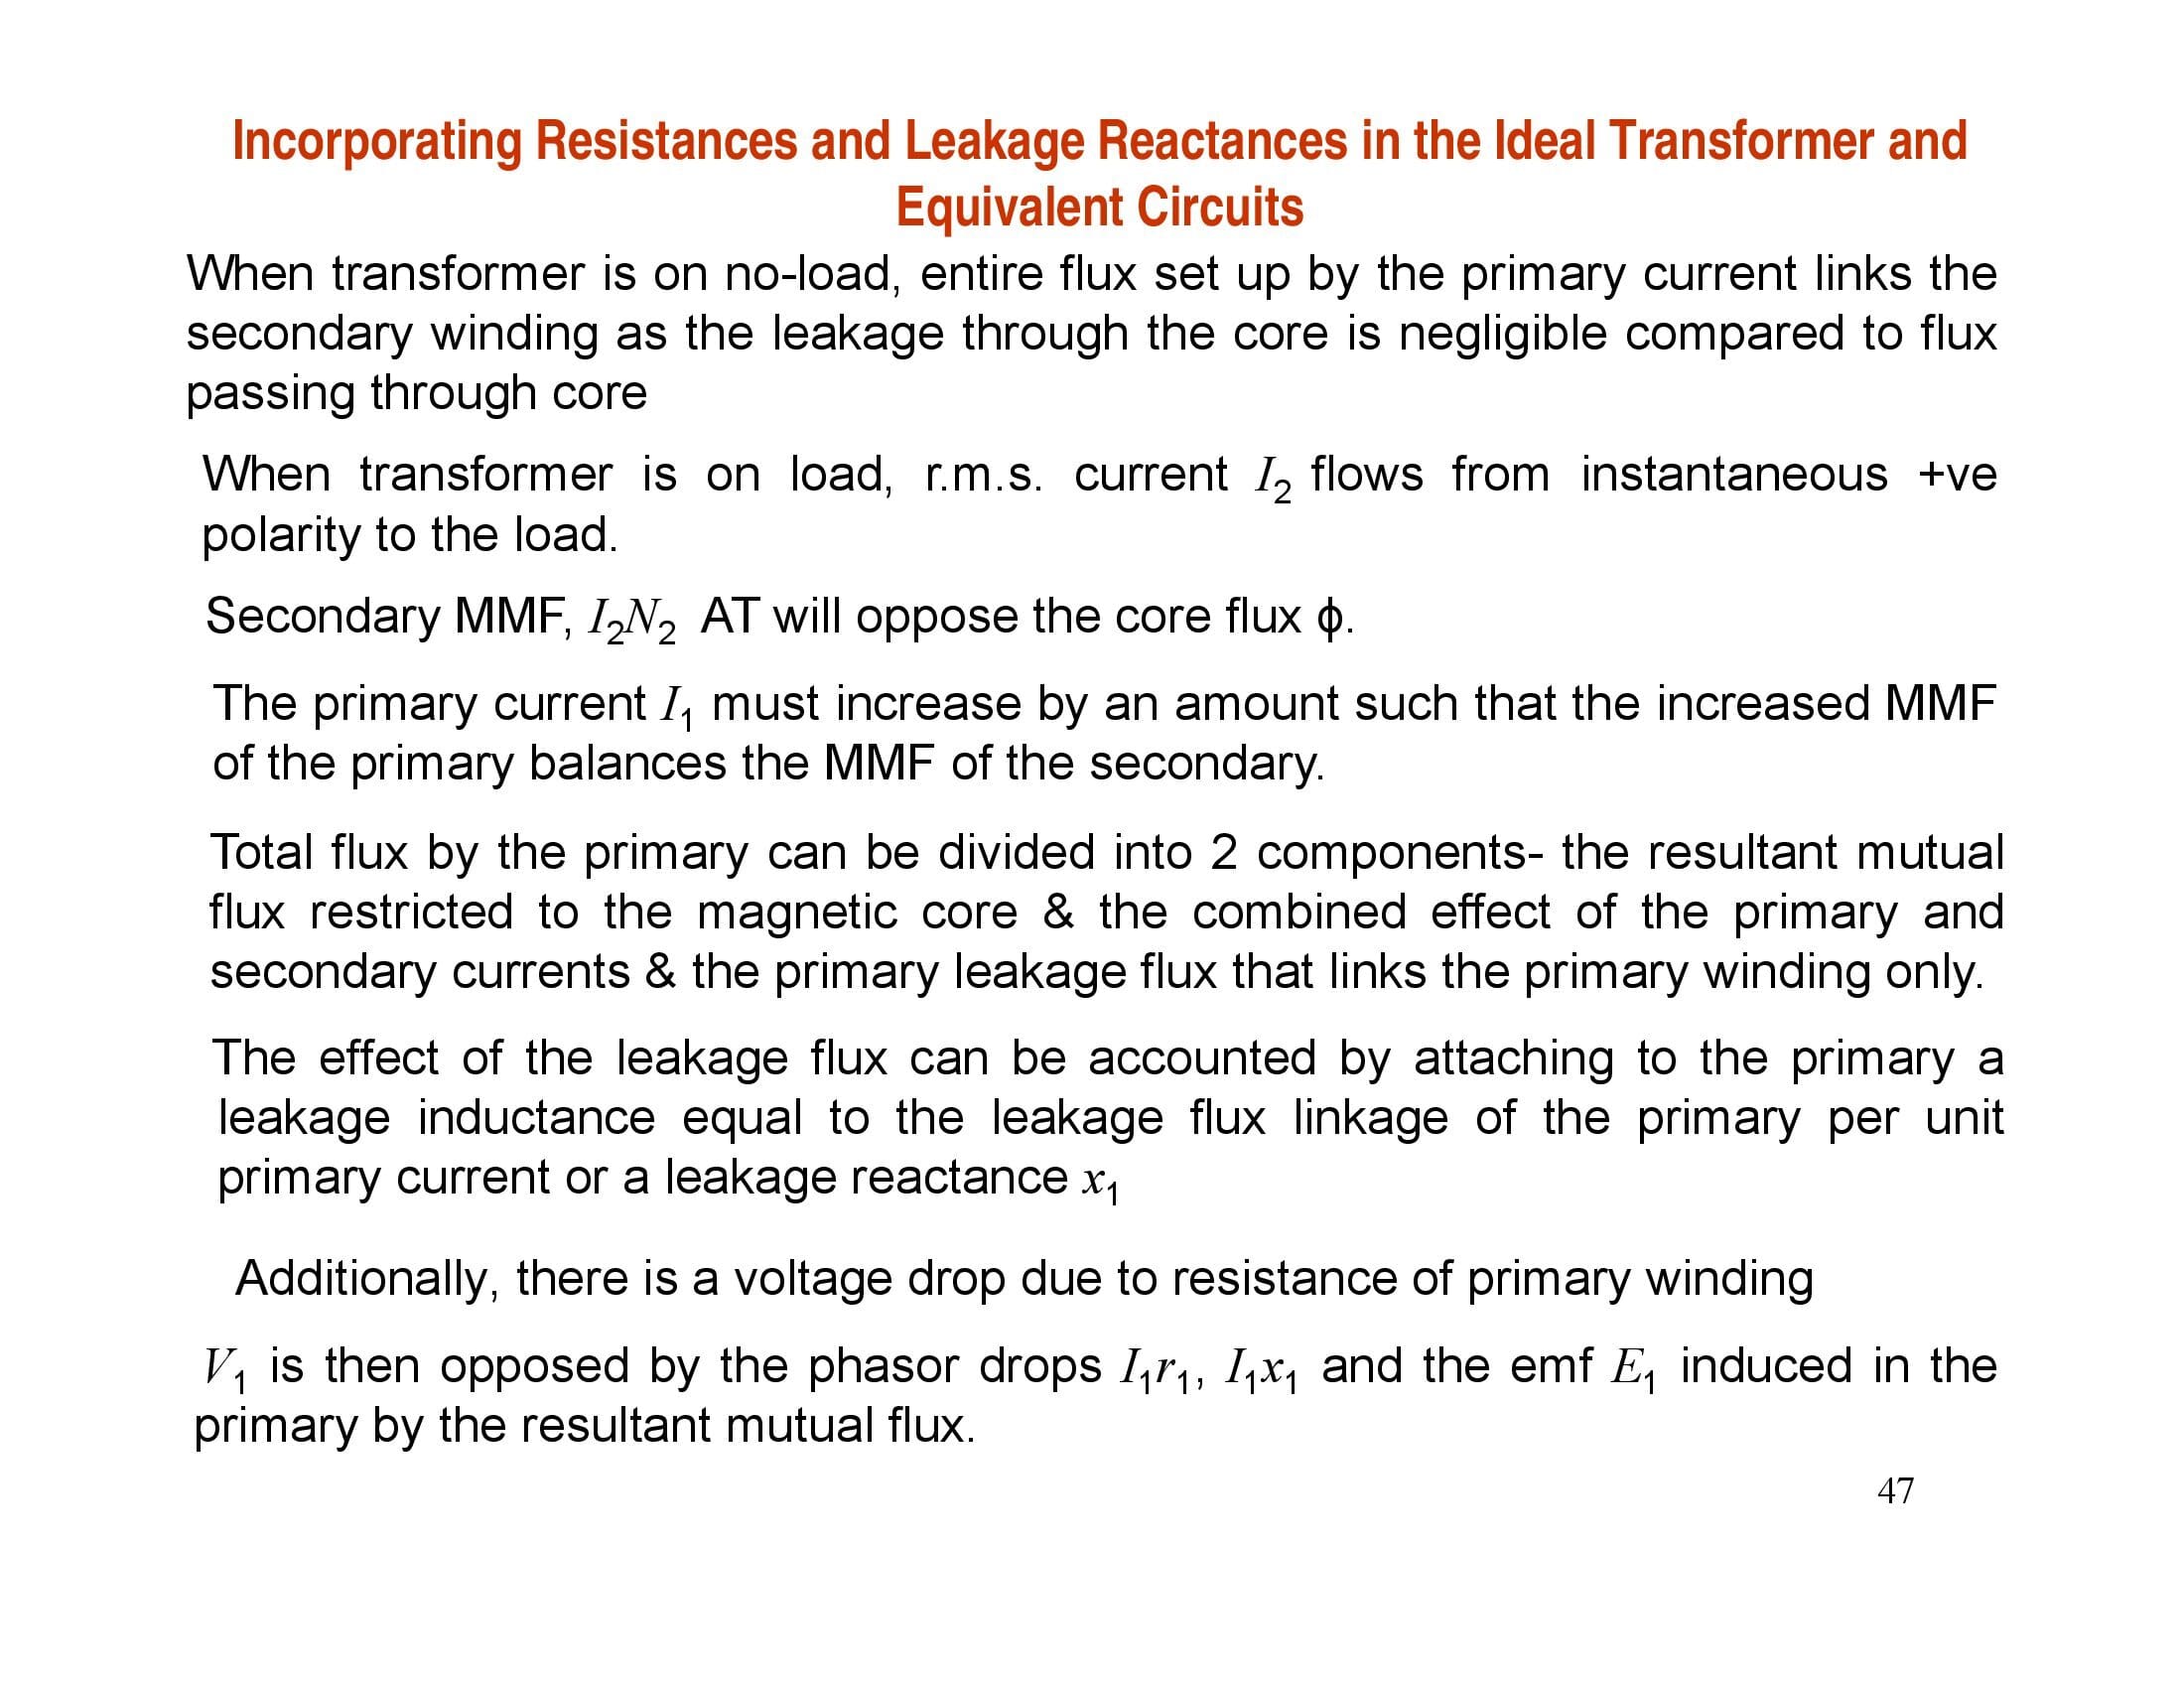 Incorporating Resistances and Leakage Reactances in the Ideal Transformer and
Equivalent Circuits
When transformer is on no-load, entire flux set up by the primary current links the
secondary winding as the leakage through the core is negligible compared to flux
passing through core
When transformer is on load, r.m.s. current I₂ flows from instantaneous +ve
polarity to the load.
Secondary MMF, I₂N₂ AT will oppose the core flux ϕ.
The primary current I₁ must increase by an amount such that the increased MMF
of the primary balances the MMF of the secondary.
Total flux by the primary can be divided into 2 components- the resultant mutual
flux restricted to the magnetic core & the combined effect of the primary and
secondary currents & the primary leakage flux that links the primary winding only.
The effect of the leakage flux can be accounted by attaching to the primary a
leakage inductance equal to the leakage flux linkage of the primary per unit
primary current or a leakage reactance x₁
Additionally, there is a voltage drop due to resistance of primary winding
V₁ is then opposed by the phasor drops I₁r₁, I₁x₁ and the emf E₁ induced in the
primary by the resultant mutual flux.
47